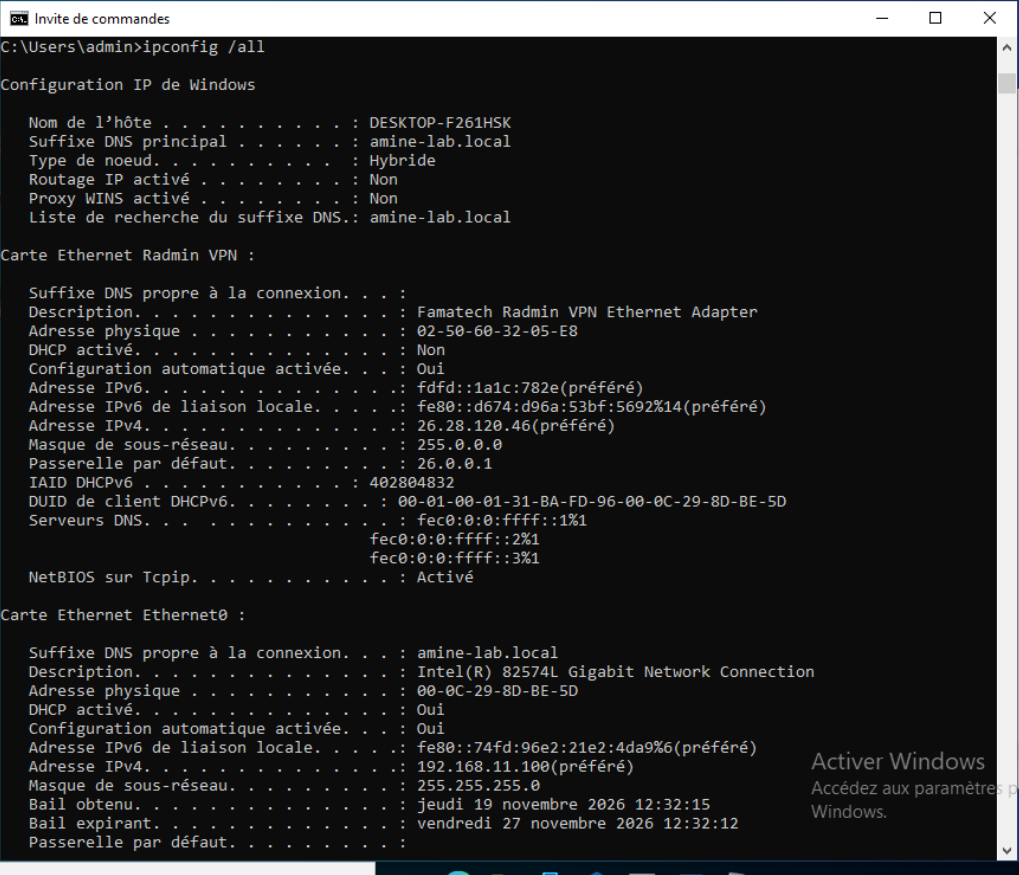 Invite de commandes
C:\Users\admin>ipconfig /all
Configuration IP de Windows
Nom de l’hôte . . . . . . . . . . : DESKTOP-F261HSK
Suffixe DNS principal . . . . . . : amine-lab.local
Type de noeud. . . . . . . . . .  : Hybride
Routage IP activé . . . . . . . . : Non
Proxy WINS activé . . . . . . . . : Non
Liste de recherche du suffixe DNS.: amine-lab.local
Carte Ethernet Radmin VPN :
Suffixe DNS propre à la connexion. . . :
Description. . . . . . . . . . . . . . : Famatech Radmin VPN Ethernet Adapter
Adresse physique . . . . . . . . . . . : 02-50-60-32-05-E8
DHCP activé. . . . . . . . . . . . . . : Non
Configuration automatique activée. . . : Oui
Adresse IPv6. . . . . . . . . . . . . .: fdfd::1a1c:782e(préféré)
Adresse IPv6 de liaison locale. . . . .: fe80::d674:d96a:53bf:5692%14(préféré)
Adresse IPv4. . . . . . . . . . . . . .: 26.28.120.46(préféré)
Masque de sous-réseau. . . . . . . . . : 255.0.0.0
Passerelle par défaut. . . . . . . . . : 26.0.0.1
IAID DHCPv6 . . . . . . . . . . . : 402804832
DUID de client DHCPv6. . . . . . . . : 00-01-00-01-31-BA-FD-96-00-0C-29-8D-BE-5D
Serveurs DNS. . .  . . . . . . . . . . : fec0:0:0:ffff::1%1
fec0:0:0:ffff::2%1
fec0:0:0:ffff::3%1
NetBIOS sur Tcpip. . . . . . . . . . . : Activé
Carte Ethernet Ethernet0 :
Suffixe DNS propre à la connexion. . . : amine-lab.local
Description. . . . . . . . . . . . . . : Intel(R) 82574L Gigabit Network Connection
Adresse physique . . . . . . . . . . . : 00-0C-29-8D-BE-5D
DHCP activé. . . . . . . . . . . . . . : Oui
Configuration automatique activée. . . : Oui
Adresse IPv6 de liaison locale. . . . .: fe80::74fd:96e2:21e2:4da9%6(préféré)
Adresse IPv4. . . . . . . . . . . . . .: 192.168.11.100(préféré)
Masque de sous-réseau. . . . . . . . . : 255.255.255.0
Bail obtenu. . . . . . . . . . . . . . : jeudi 19 novembre 2026 12:32:15
Bail expirant. . . . . . . . . . . . . : vendredi 27 novembre 2026 12:32:12
Passerelle par défaut. . . . . . . . . :
Activer Windows
Accédez aux paramètres p
Windows.